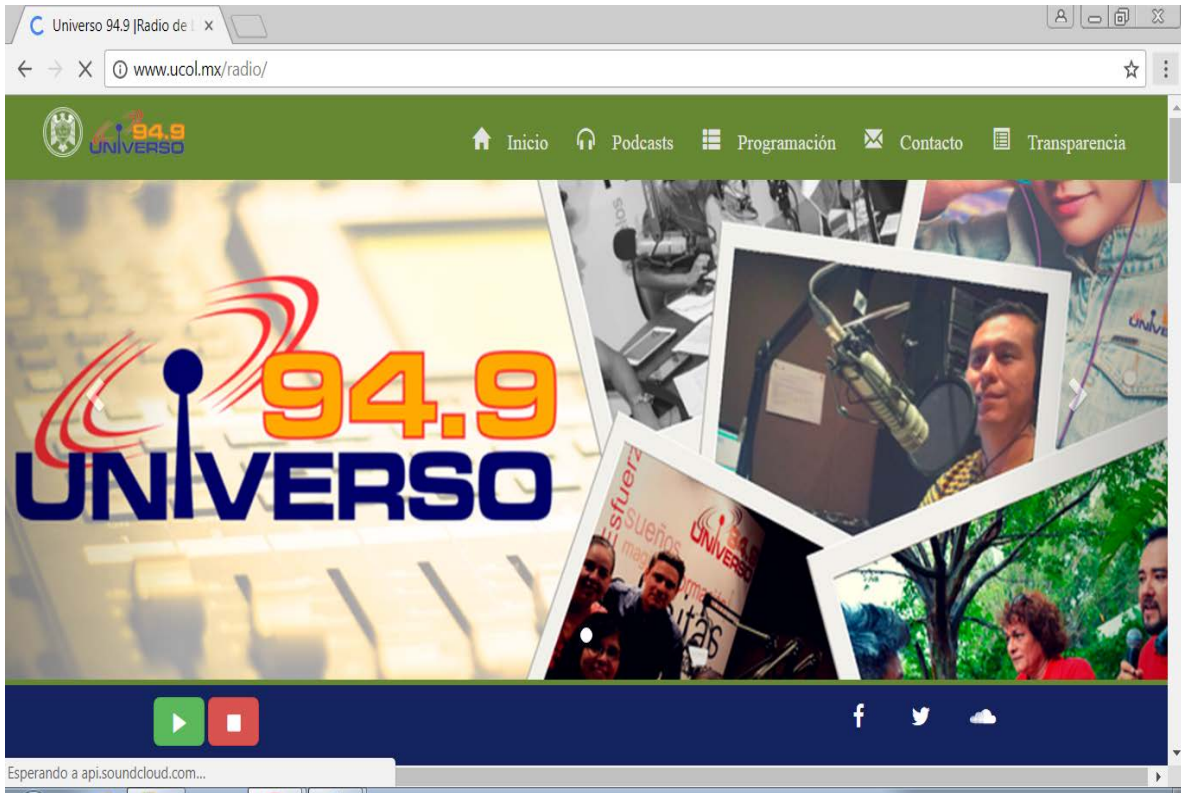 Universo 94.9 |Radio de
www.ucol.mx/radio/
94.9
UNIVERSO
Inicio
Podcasts
Programación
Contacto
Transparencia
94.9
UNIVERSO
sueños
94.9
UNIVERSO
Esperando a api.soundcloud.com...